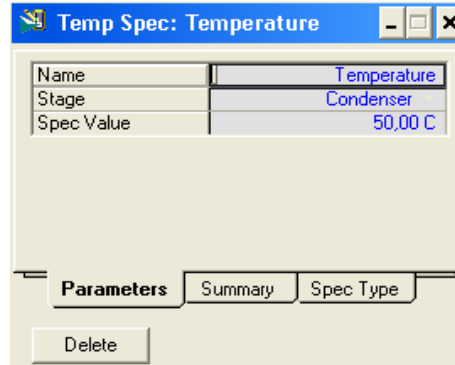 Temp Spec: Temperature
Name Temperature
Stage Condenser
Spec Value 50,00 C
Parameters Summary Spec Type
Delete